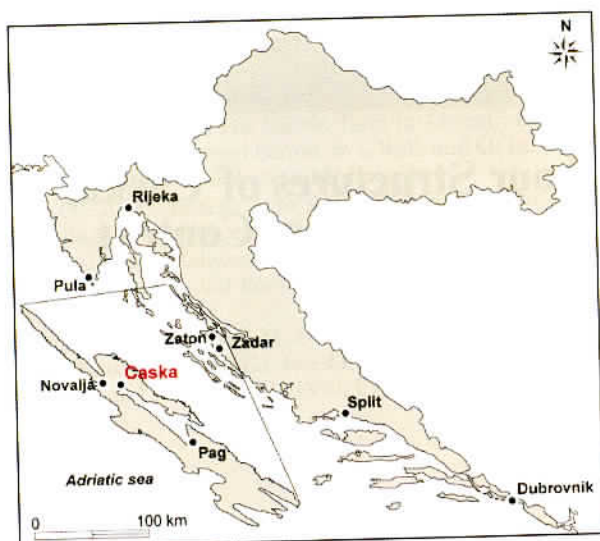 N
Rijeka
Pula
Zaton
Zadar
Caska
Novalja
Split
Pag
Adriatic sea
Dubrovnik
0 100 km